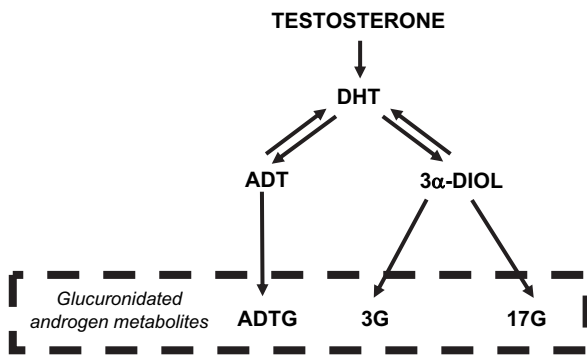 TESTOSTERONE
DHT
ADT
3α-DIOL
Glucuronidated
androgen metabolites
ADTG
3G
17G